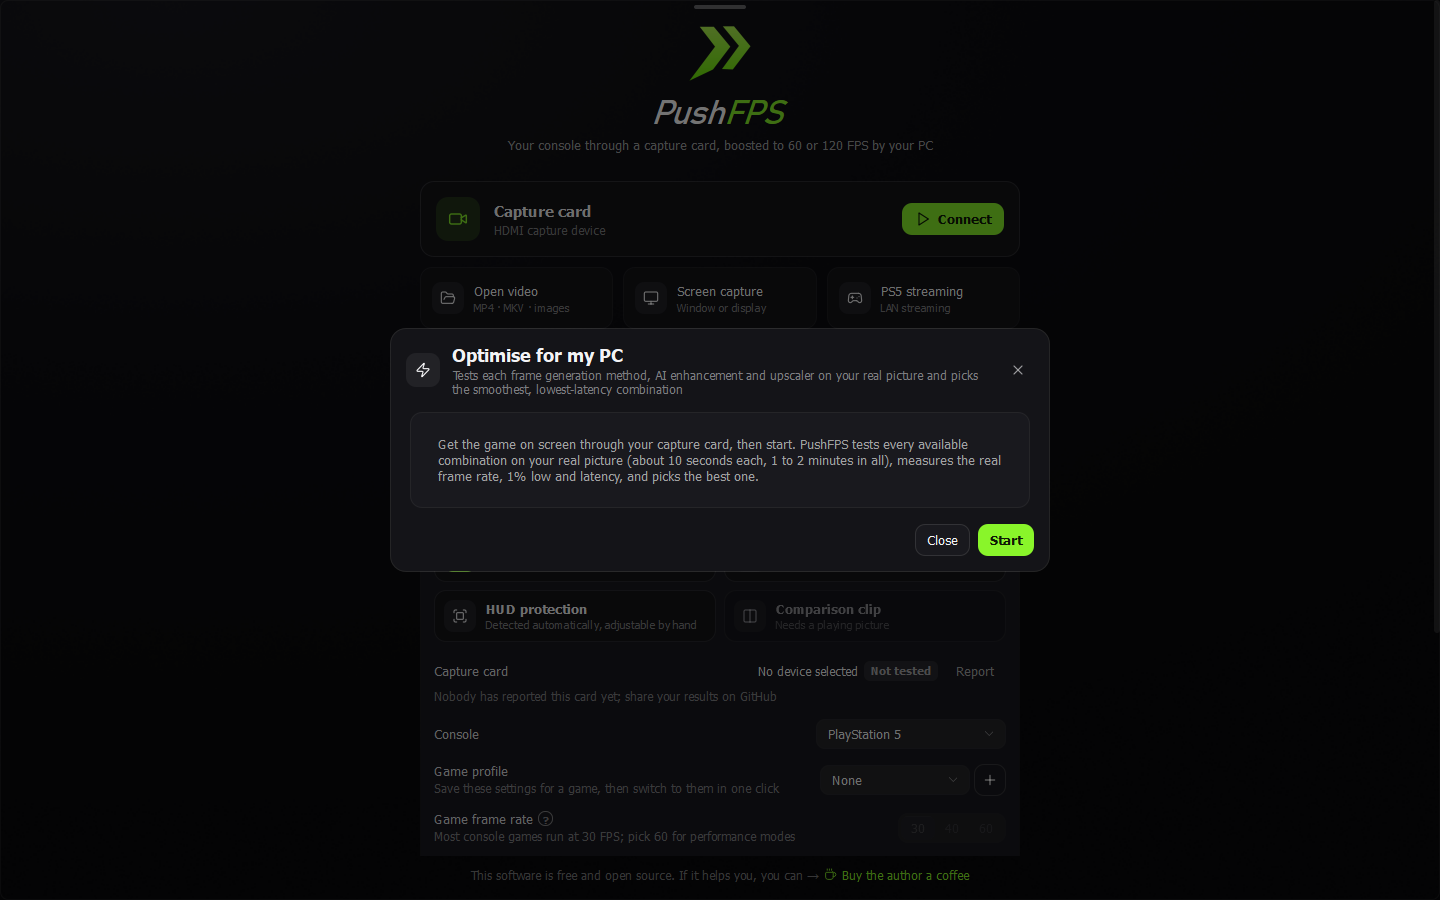 PushFPS
Your console through a capture card, boosted to 60 or 120 FPS by your PC
Capture card
HDMI capture device
Connect
Open video
MP4 · MKV · images
Screen capture
Window or display
PS5 streaming
LAN streaming
Optimise for my PC
Tests each frame generation method, AI enhancement and upscaler on your real picture and picks
the smoothest, lowest-latency combination
Get the game on screen through your capture card, then start. PushFPS tests every available
combination on your real picture (about 10 seconds each, 1 to 2 minutes in all), measures the real
frame rate, 1% low and latency, and picks the best one.
Close
Start
HUD protection
Detected automatically, adjustable by hand
Comparison clip
Needs a playing picture
Capture card
No device selected
Not tested
Report
Nobody has reported this card yet; share your results on GitHub
Console
PlayStation 5
Game profile
Save these settings for a game, then switch to them in one click
None
Game frame rate ?
Most console games run at 30 FPS; pick 60 for performance modes
30 40 60
This software is free and open source. If it helps you, you can → Buy the author a coffee